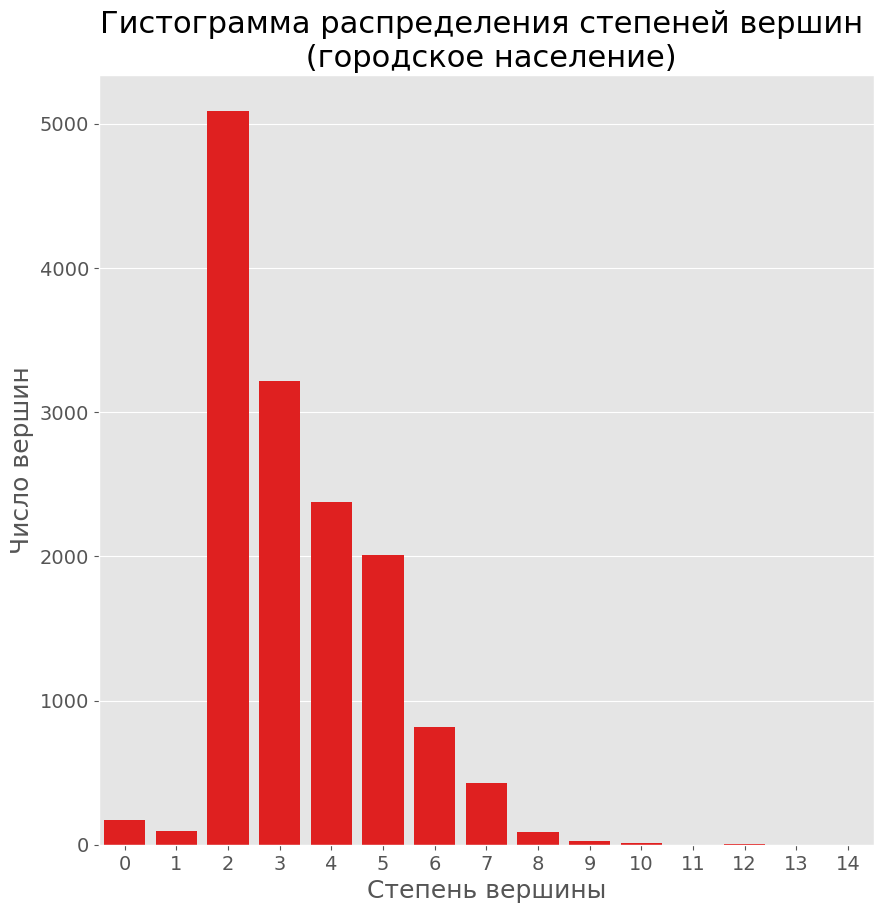 Гистограмма распределения степеней вершин
(городское население)
5000
4000
3000
2000
1000
0
Число вершин
0 1 2 3 4 5 6 7 8 9 10 11 12 13 14
Степень вершины